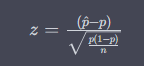 z = (p̂−p) / √(p(1−p)/n)